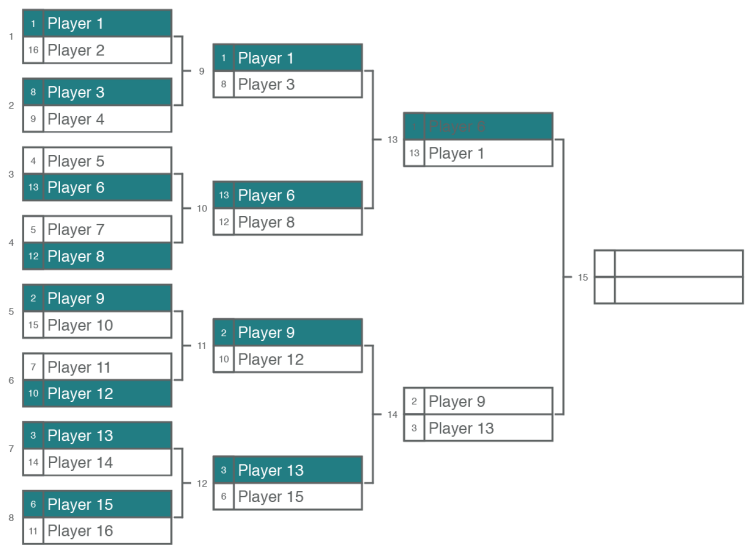 1
1 Player 1
16 Player 2
2
8 Player 3
9 Player 4
3
4 Player 5
13 Player 6
4
5 Player 7
12 Player 8
5
2 Player 9
15 Player 10
6
7 Player 11
10 Player 12
7
3 Player 13
14 Player 14
8
6 Player 15
11 Player 16
9
1 Player 1
8 Player 3
10
13 Player 6
12 Player 8
11
2 Player 9
10 Player 12
12
3 Player 13
6 Player 15
13
Player
13 Player 1
14
2 Player 9
3 Player 13
15